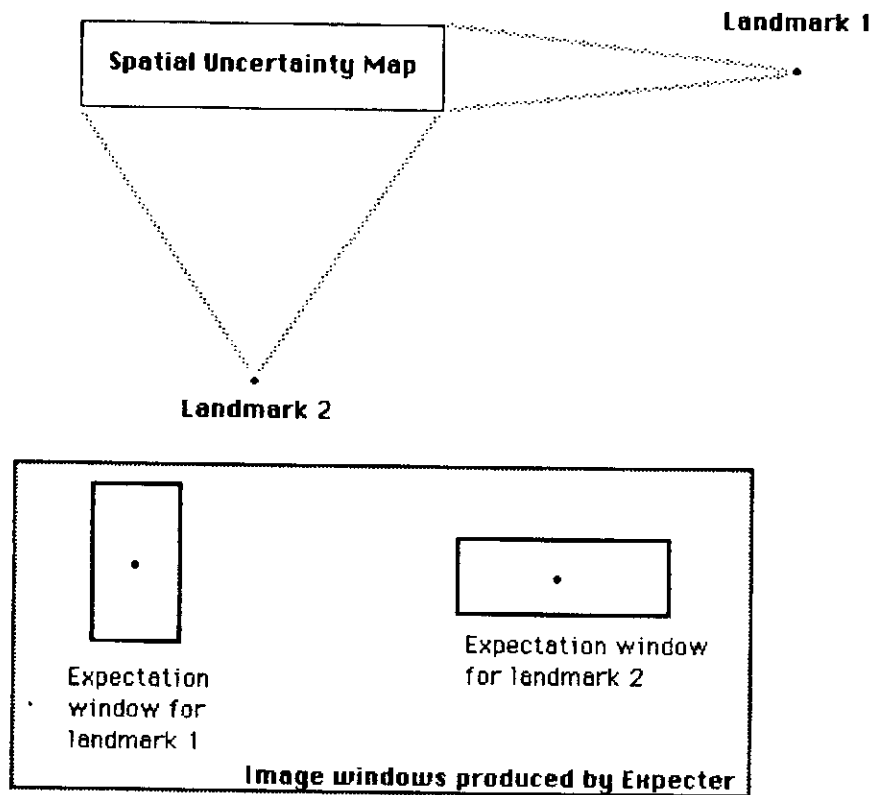 Landmark 1
Spatial Uncertainty Map
Landmark 2
Expectation
window for
landmark 1
Expectation window
for landmark 2
Image windows produced by Expecter